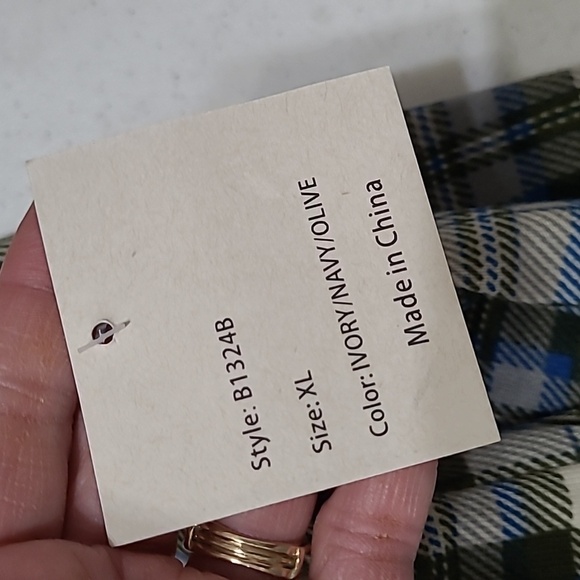 Style: B1324B
Size: XL
Color: IVORY/NAVY/OLIVE
Made in China